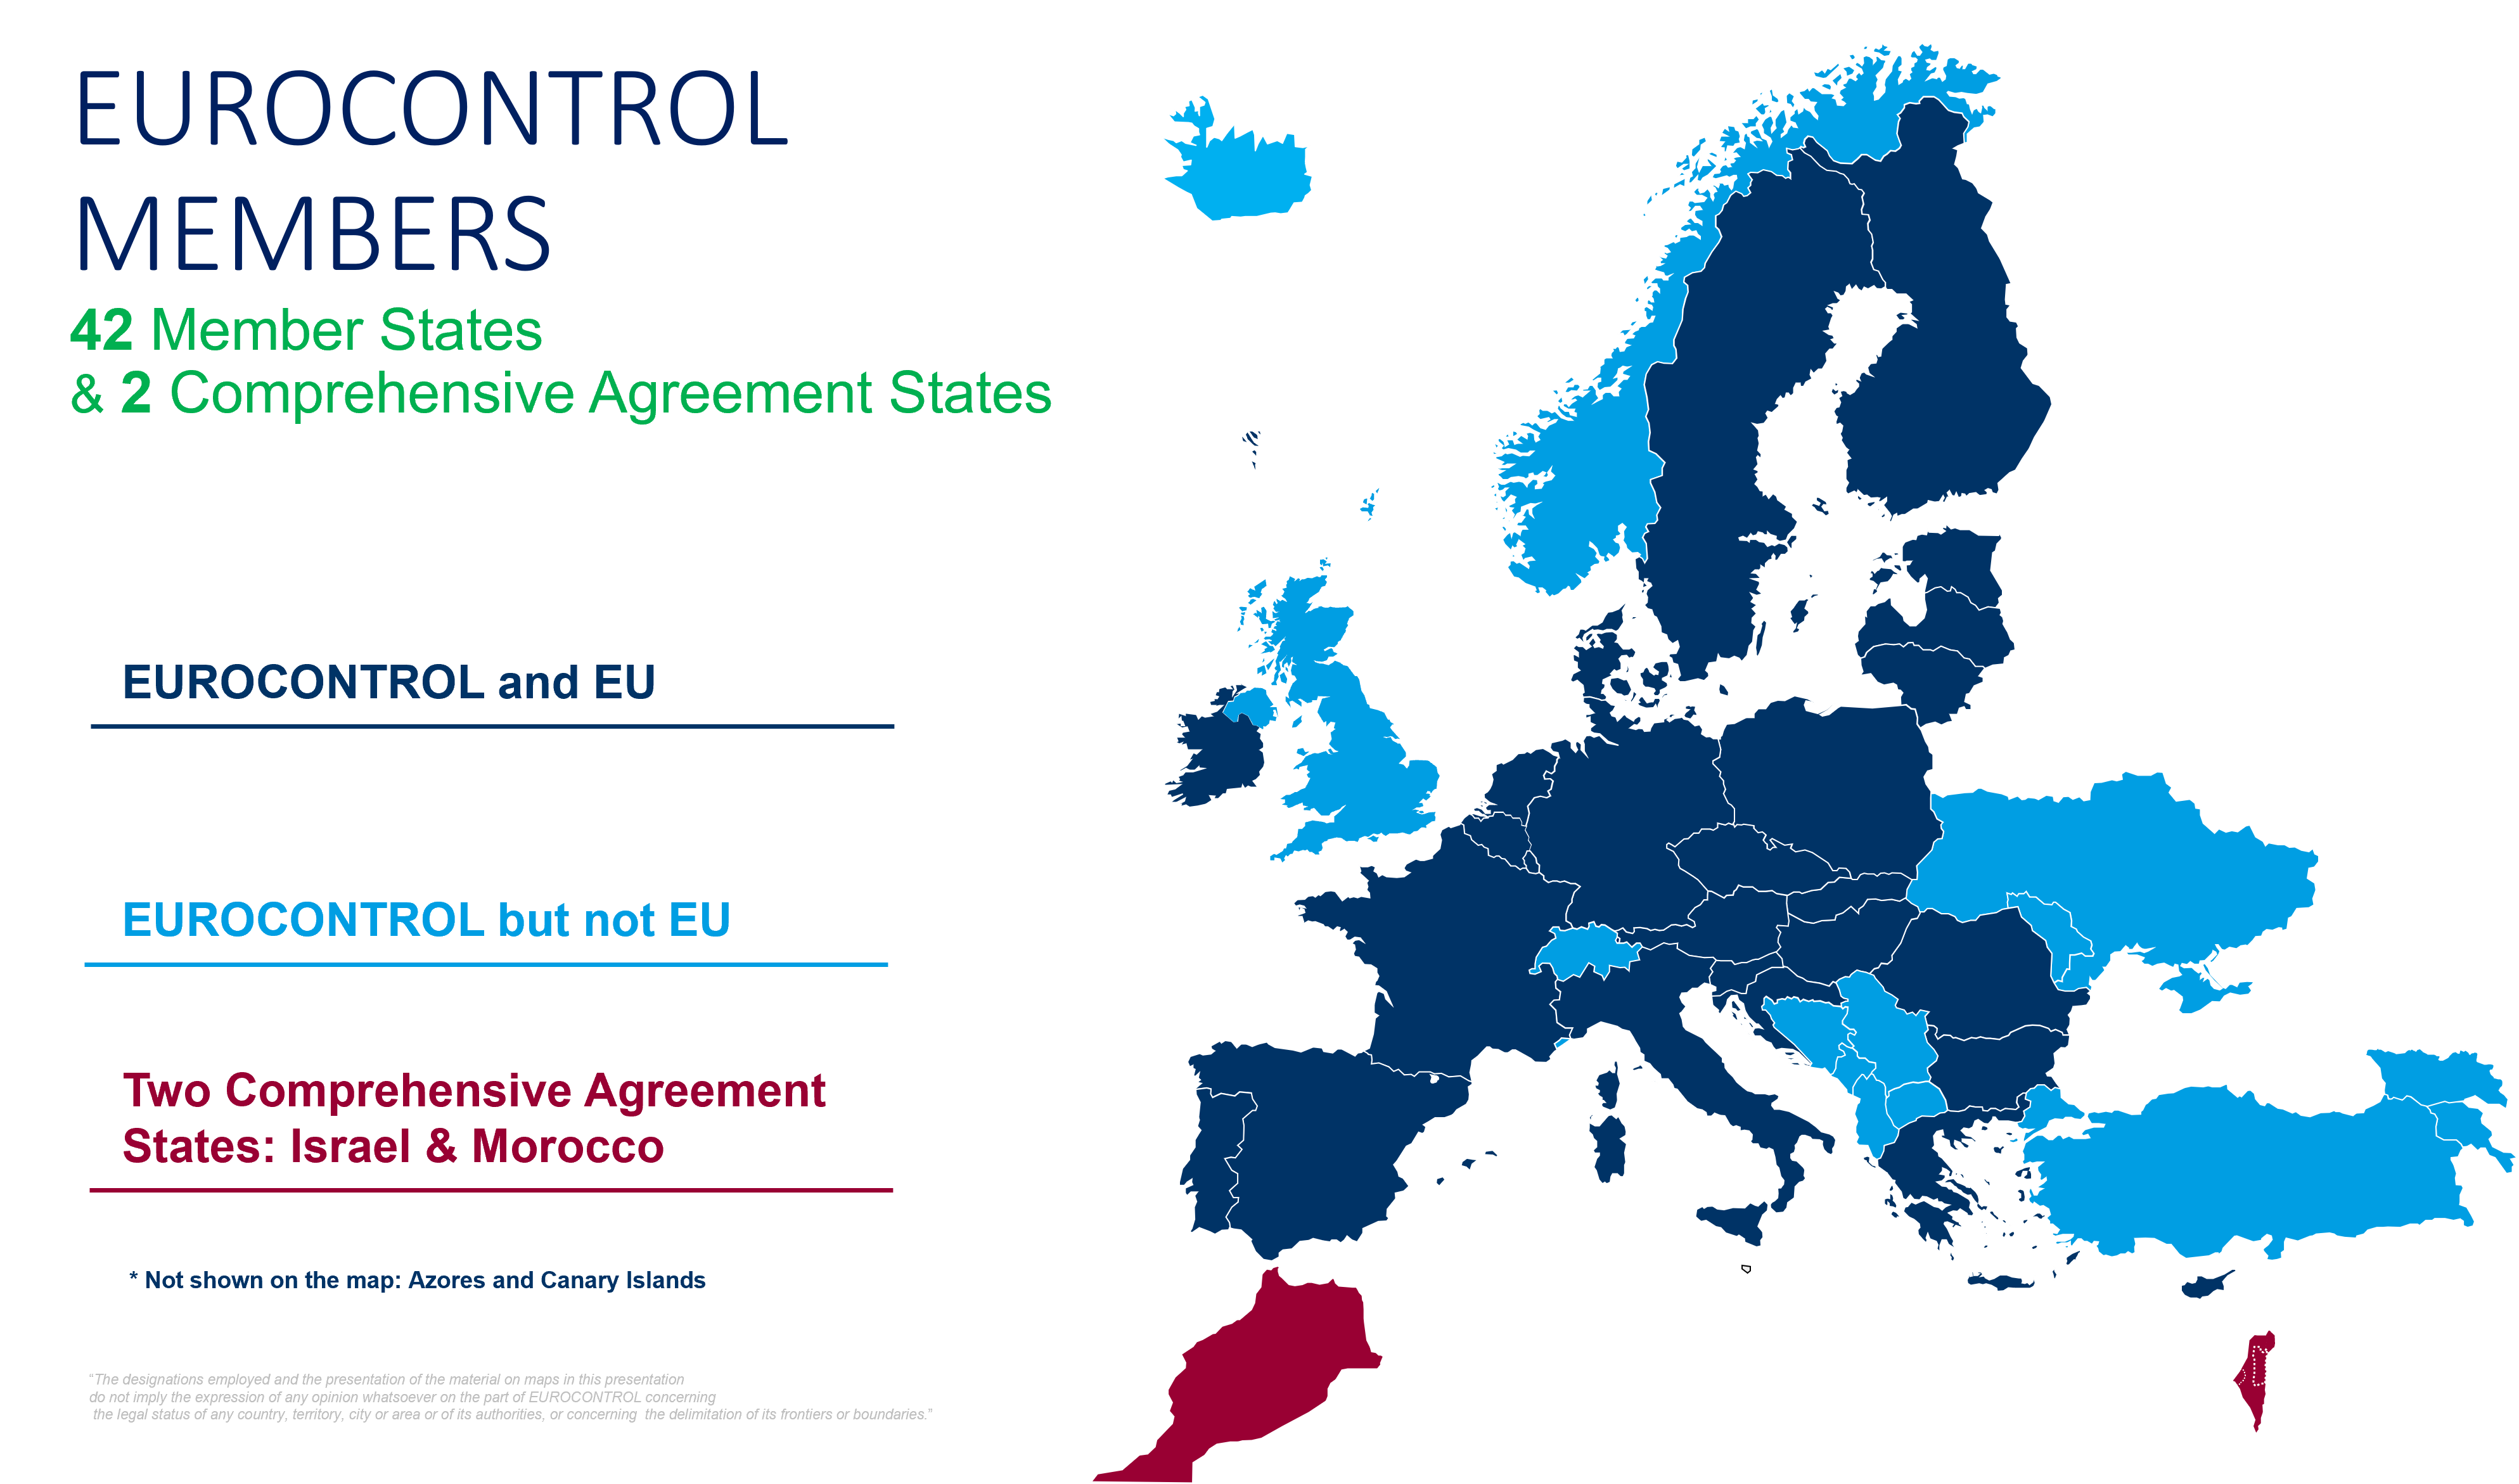 EUROCONTROL
MEMBERS
42 Member States
& 2 Comprehensive Agreement States
EUROCONTROL and EU
EUROCONTROL but not EU
Two Comprehensive Agreement
States: Israel & Morocco
* Not shown on the map: Azores and Canary Islands
“The designations employed and the presentation of the material on maps in this presentation
do not imply the expression of any opinion whatsoever on the part of EUROCONTROL concerning
the legal status of any country, territory, city or area or of its authorities, or concerning the delimitation of its frontiers or boundaries.”